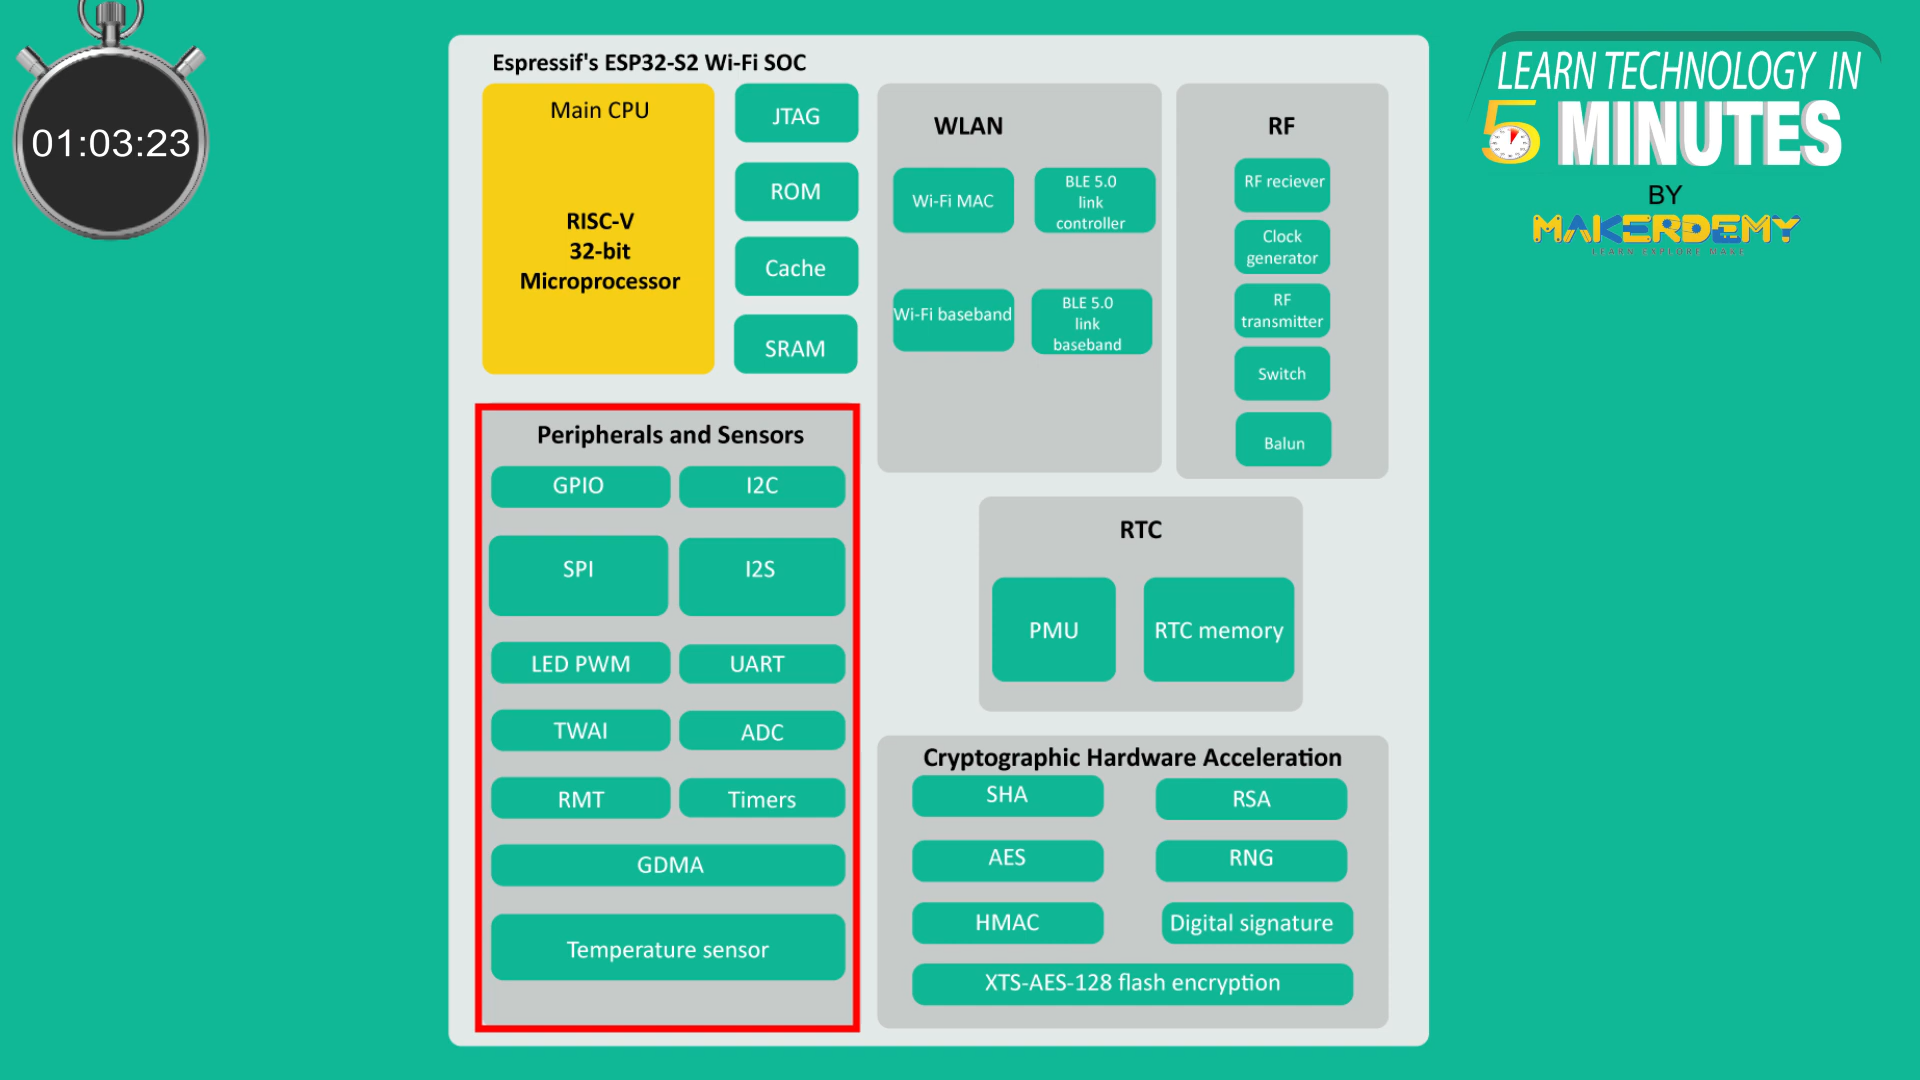 01:03:23
Espressif's ESP32-S2 Wi-Fi SOC
Main CPU
RISC-V
32-bit
Microprocessor
JTAG
ROM
Cache
SRAM
WLAN
Wi-Fi MAC
BLE 5.0
link
controller
Wi-Fi baseband
BLE 5.0
link
baseband
RF
RF reciever
Clock
generator
RF
transmitter
Switch
Balun
Peripherals and Sensors
GPIO
I2C
SPI
I2S
LED PWM
UART
TWAI
ADC
RMT
Timers
GDMA
Temperature sensor
RTC
PMU
RTC memory
Cryptographic Hardware Acceleration
SHA
RSA
AES
RNG
HMAC
Digital signature
XTS-AES-128 flash encryption
LEARN TECHNOLOGY IN
5 MINUTES
BY
MAKERDEMY
LEARN EXPLORE MAKE